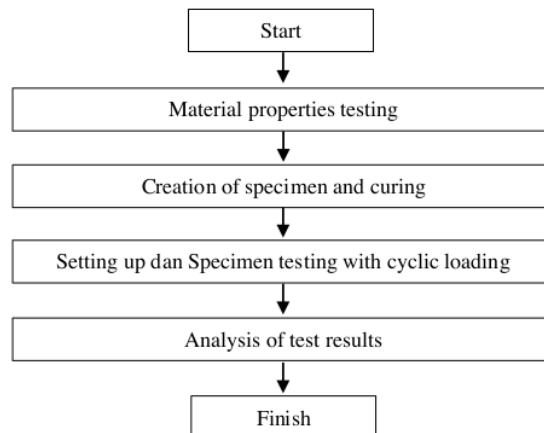 Start
Material properties testing
Creation of specimen and curing
Setting up dan Specimen testing with cyclic loading
Analysis of test results
Finish